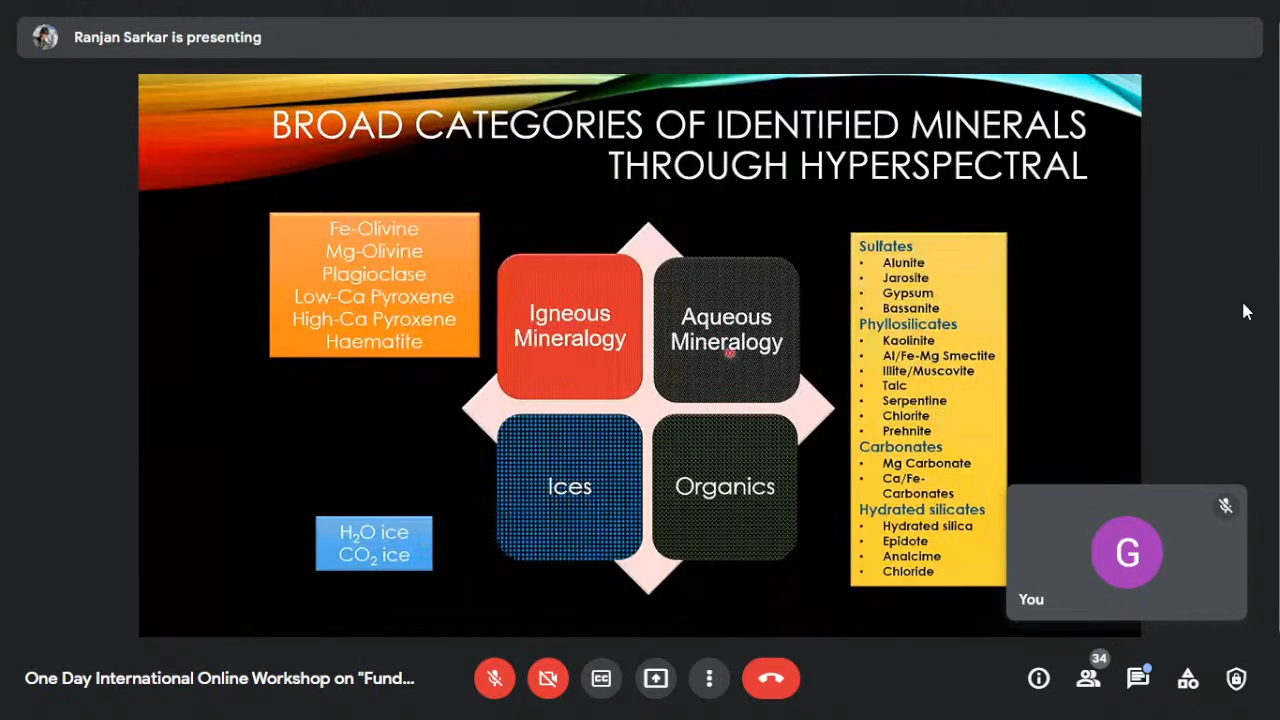 Ranjan Sarkar is presenting
BROAD CATEGORIES OF IDENTIFIED MINERALS
THROUGH HYPERSPECTRAL
Fe-Olivine
Mg-Olivine
Plagioclase
Low-Ca Pyroxene
High-Ca Pyroxene
Haematite
Igneous
Mineralogy
Aqueous
Mineralogy
Ices
Organics
H₂O ice
CO₂ ice
Sulfates
• Alunite
• Jarosite
• Gypsum
• Bassanite
Phyllosilicates
• Kaolinite
• Al/Fe-Mg Smectite
• Illite/Muscovite
• Talc
• Serpentine
• Chlorite
• Prehnite
Carbonates
• Mg Carbonate
• Ca/Fe-
Carbonates
Hydrated silicates
• Hydrated silica
• Epidote
• Analcime
• Chloride
G
You
One Day International Online Workshop on "Fund...
CC
34